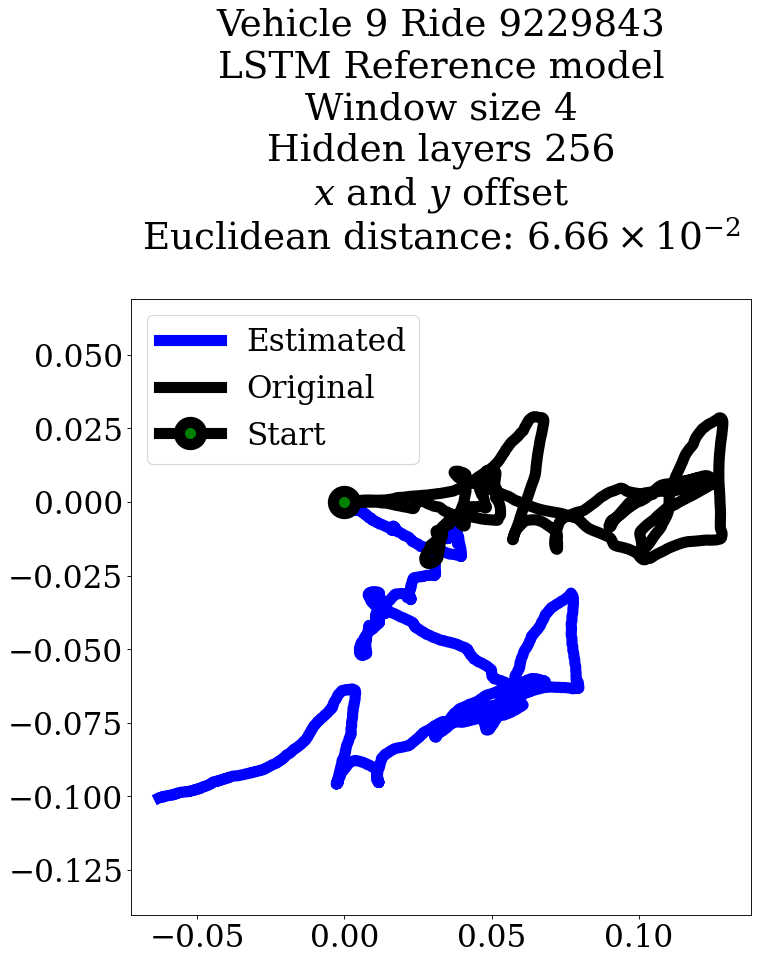 Vehicle 9 Ride 9229843
LSTM Reference model
Window size 4
Hidden layers 256
x and y offset
Euclidean distance: 6.66 × 10⁻²
Estimated
Original
Start
0.050
0.025
0.000
−0.025
−0.050
−0.075
−0.100
−0.125
−0.05 0.00 0.05 0.10